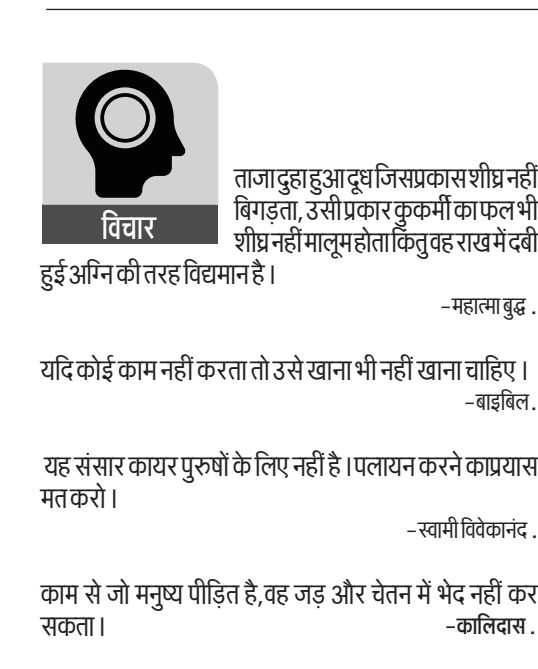 विचार
ताजा दुहा हुआ दूध जिस प्रकास शीघ्र नहीं
बिगड़ता, उसी प्रकार कुकर्मी का फल भी
शीघ्र नहीं मालूम होता किंतु वह राख में दबी
हुई अग्नि की तरह विद्यमान है ।
-महात्मा बुद्ध .
यदि कोई काम नहीं करता तो उसे खाना भी नहीं खाना चाहिए ।
-बाइबिल.
यह संसार कायर पुरुषों के लिए नहीं है । पलायन करने का प्रयास
मत करो ।
-स्वामी विवेकानंद .
काम से जो मनुष्य पीड़ित है,वह जड़ और चेतन में भेद नहीं कर
सकता । -कालिदास .